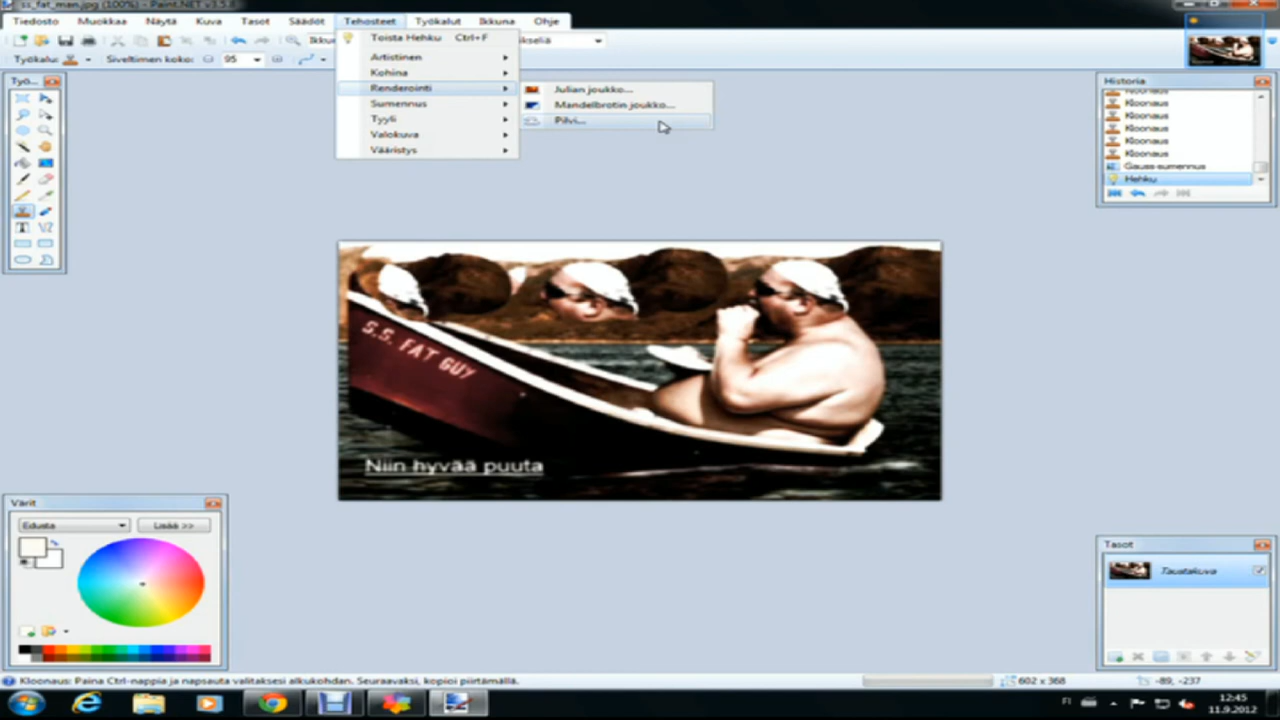 ss_fat_man.jpg (100%) - Paint.NET v3.5.8
Tiedosto Muokkaa Näytä Kuva Tasot Säädöt Tehosteet Työkalut Ikkuna Ohje
Työkalu: Siveltimen koko: 95
Toista Hehku Ctrl+F
Artistinen
Kohina
Renderointi
Sumennus
Tyyli
Valokuva
Vääristys
Julian joukko...
Mandelbrotin joukko...
Pilvi...
Työ...
Historia
Kloonaus
Kloonaus
Kloonaus
Kloonaus
Kloonaus
Kloonaus
Gauss-sumennus
Hehku
S.S. FAT GUY
Niin hyvää puuta
Värit
Edusta
Lisää >>
Tasot
Taustakuva
Kloonaus: Paina Ctrl-nappia ja napsauta valitaksesi alkukohdan. Seuraavaksi, kopioi piirtämällä.
602 x 368
-89, -237
FI
12:45
11.9.2012